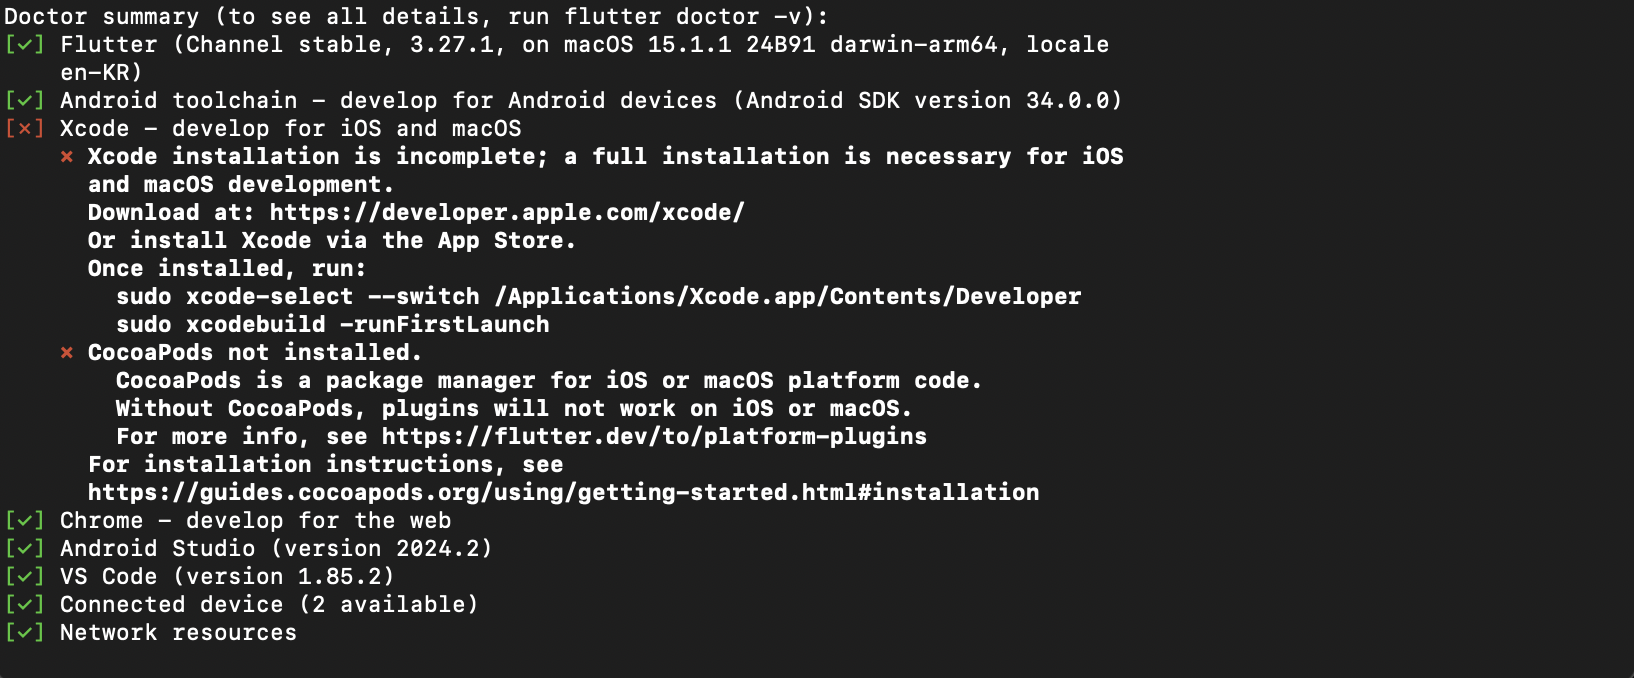 Doctor summary (to see all details, run flutter doctor -v):
[✓] Flutter (Channel stable, 3.27.1, on macOS 15.1.1 24B91 darwin-arm64, locale
    en-KR)
[✓] Android toolchain - develop for Android devices (Android SDK version 34.0.0)
[✗] Xcode - develop for iOS and macOS
    ✗ Xcode installation is incomplete; a full installation is necessary for iOS
      and macOS development.
      Download at: https://developer.apple.com/xcode/
      Or install Xcode via the App Store.
      Once installed, run:
        sudo xcode-select --switch /Applications/Xcode.app/Contents/Developer
        sudo xcodebuild -runFirstLaunch
    ✗ CocoaPods not installed.
        CocoaPods is a package manager for iOS or macOS platform code.
        Without CocoaPods, plugins will not work on iOS or macOS.
        For more info, see https://flutter.dev/to/platform-plugins
      For installation instructions, see
      https://guides.cocoapods.org/using/getting-started.html#installation
[✓] Chrome - develop for the web
[✓] Android Studio (version 2024.2)
[✓] VS Code (version 1.85.2)
[✓] Connected device (2 available)
[✓] Network resources